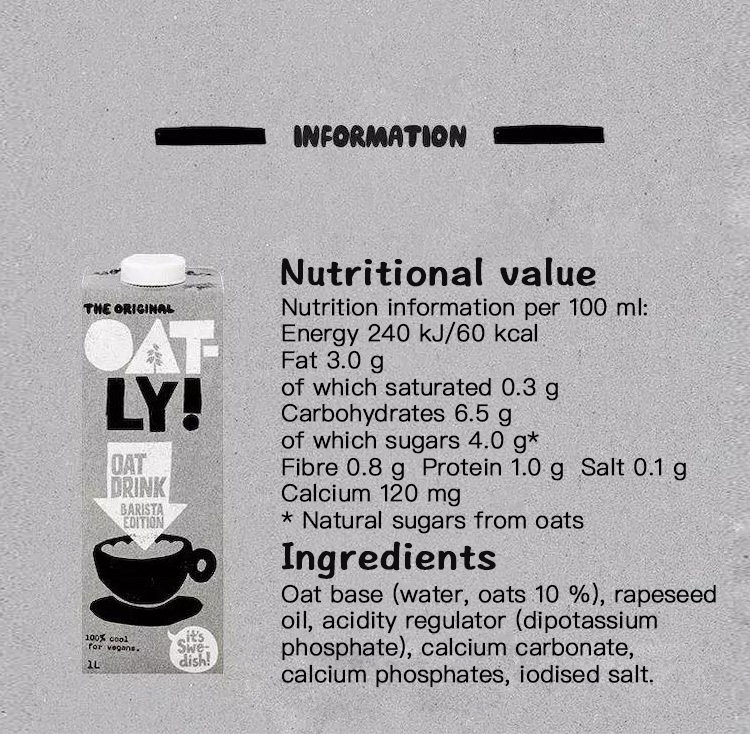 INFORMATION
THE ORIGINAL
OAT-
LY!
OAT
DRINK
BARISTA
EDITION
100% cool
for vegans.
1L
it's
Swe-
dish!
Nutritional value
Nutrition information per 100 ml:
Energy 240 kJ/60 kcal
Fat 3.0 g
of which saturated 0.3 g
Carbohydrates 6.5 g
of which sugars 4.0 g*
Fibre 0.8 g  Protein 1.0 g  Salt 0.1 g
Calcium 120 mg
* Natural sugars from oats
Ingredients
Oat base (water, oats 10 %), rapeseed
oil, acidity regulator (dipotassium
phosphate), calcium carbonate,
calcium phosphates, iodised salt.